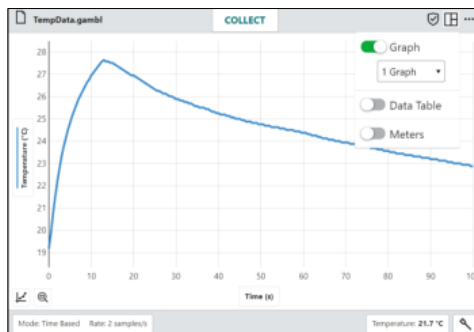 TempData.gambl
COLLECT
Graph
1 Graph
Data Table
Meters
Temperature (°C)
28
27
26
25
24
23
22
21
20
19
0 10 20 30 40 50 60 70 80 90 100
Time (s)
Mode: Time Based Rate: 2 samples/s
Temperature: 21.7 °C